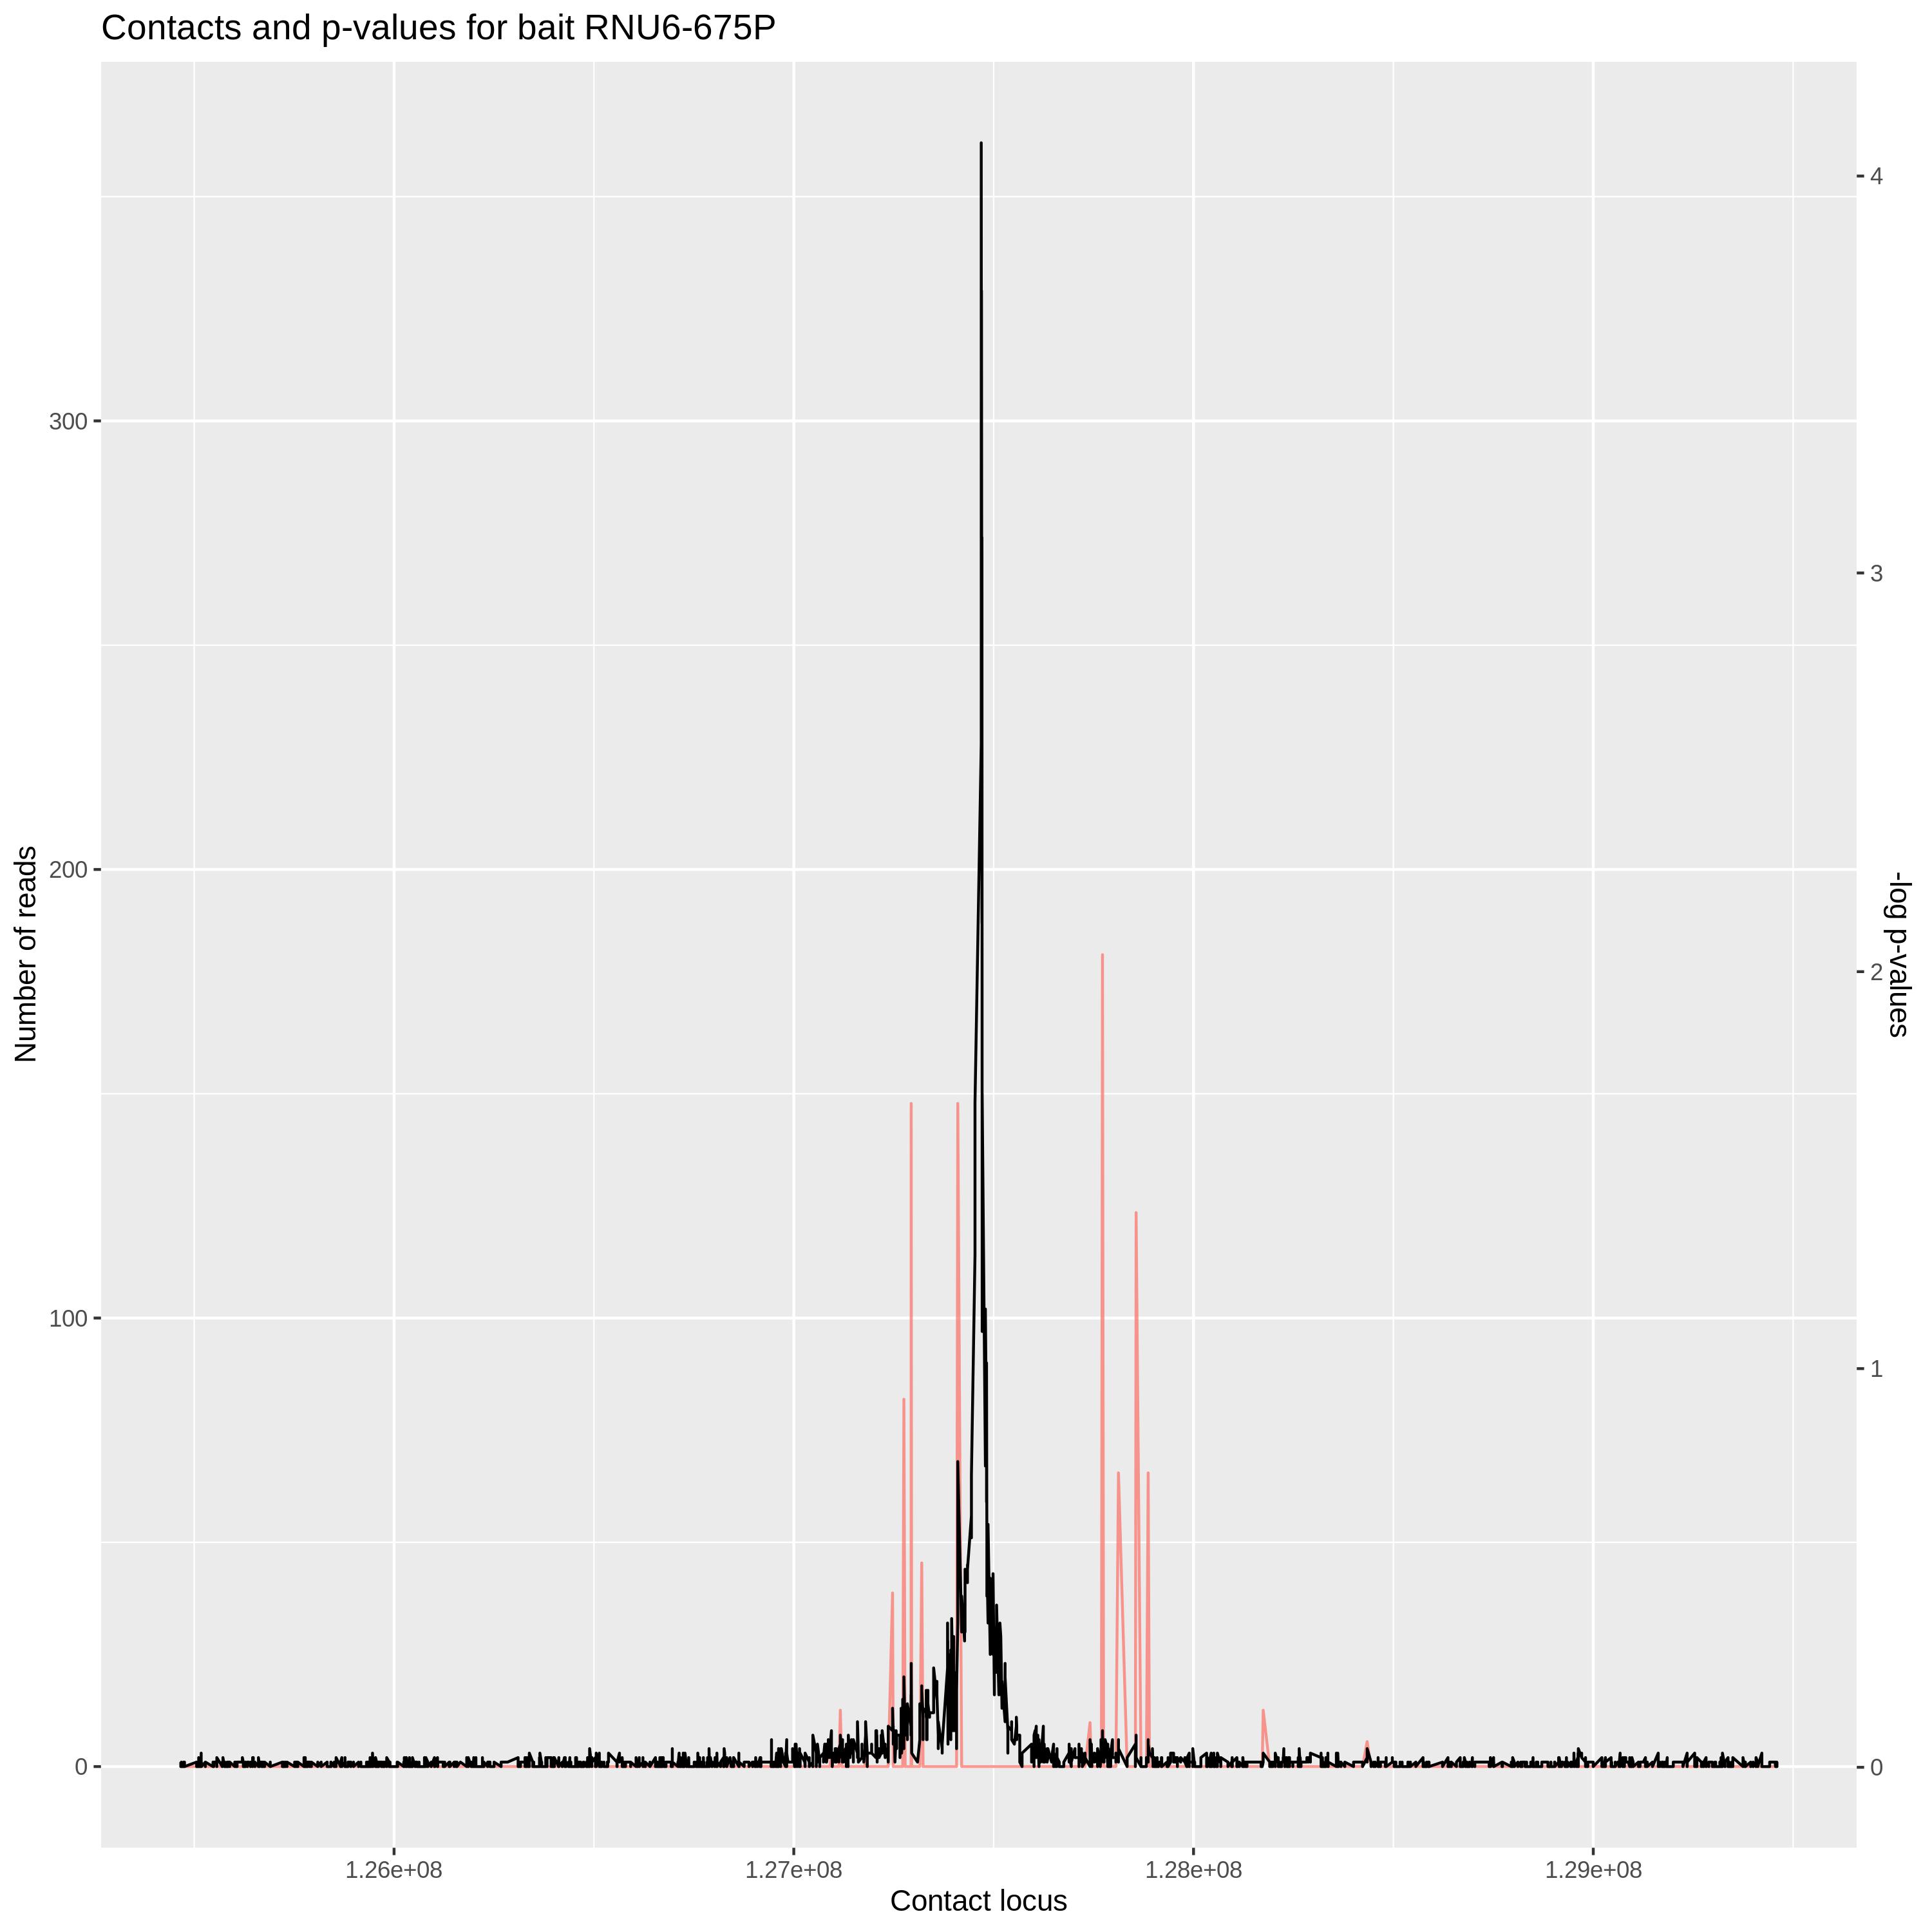 Contacts and p-values for bait RNU6-675P
Number of reads
300
200
100
0
4
3
2
1
0
-log p-values
1.26e+08 1.27e+08 1.28e+08 1.29e+08
Contact locus